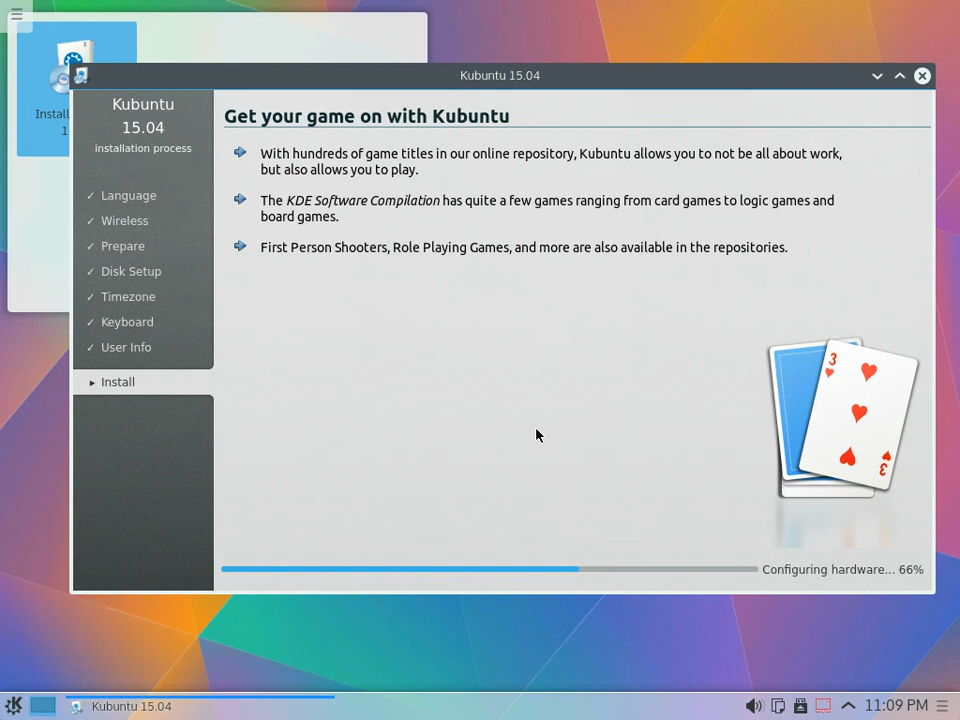 Install
1
Kubuntu 15.04
Kubuntu
15.04
installation process
✓ Language
✓ Wireless
✓ Prepare
✓ Disk Setup
✓ Timezone
✓ Keyboard
✓ User Info
▸ Install
Get your game on with Kubuntu
With hundreds of game titles in our online repository, Kubuntu allows you to not be all about work,
but also allows you to play.
The KDE Software Compilation has quite a few games ranging from card games to logic games and
board games.
First Person Shooters, Role Playing Games, and more are also available in the repositories.
3
3
Configuring hardware... 66%
Kubuntu 15.04
11:09 PM